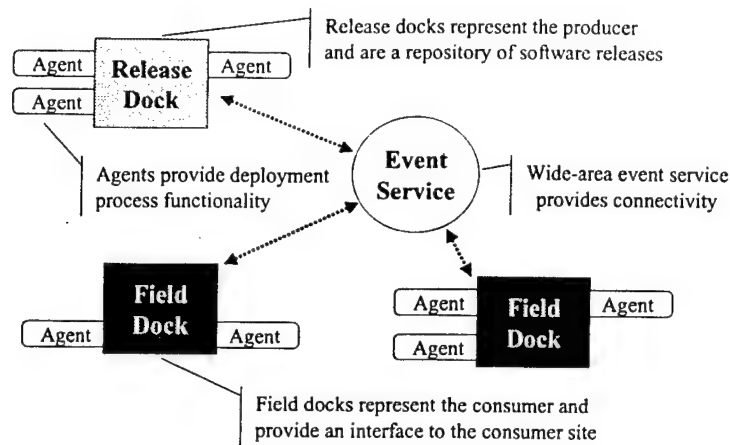 Release docks represent the producer
and are a repository of software releases
Agent
Release
Dock
Agent
Agent
Agents provide deployment
process functionality
Event
Service
Wide-area event service
provides connectivity
Field
Dock
Agent
Agent
Agent
Field
Dock
Agent
Agent
Field docks represent the consumer and
provide an interface to the consumer site